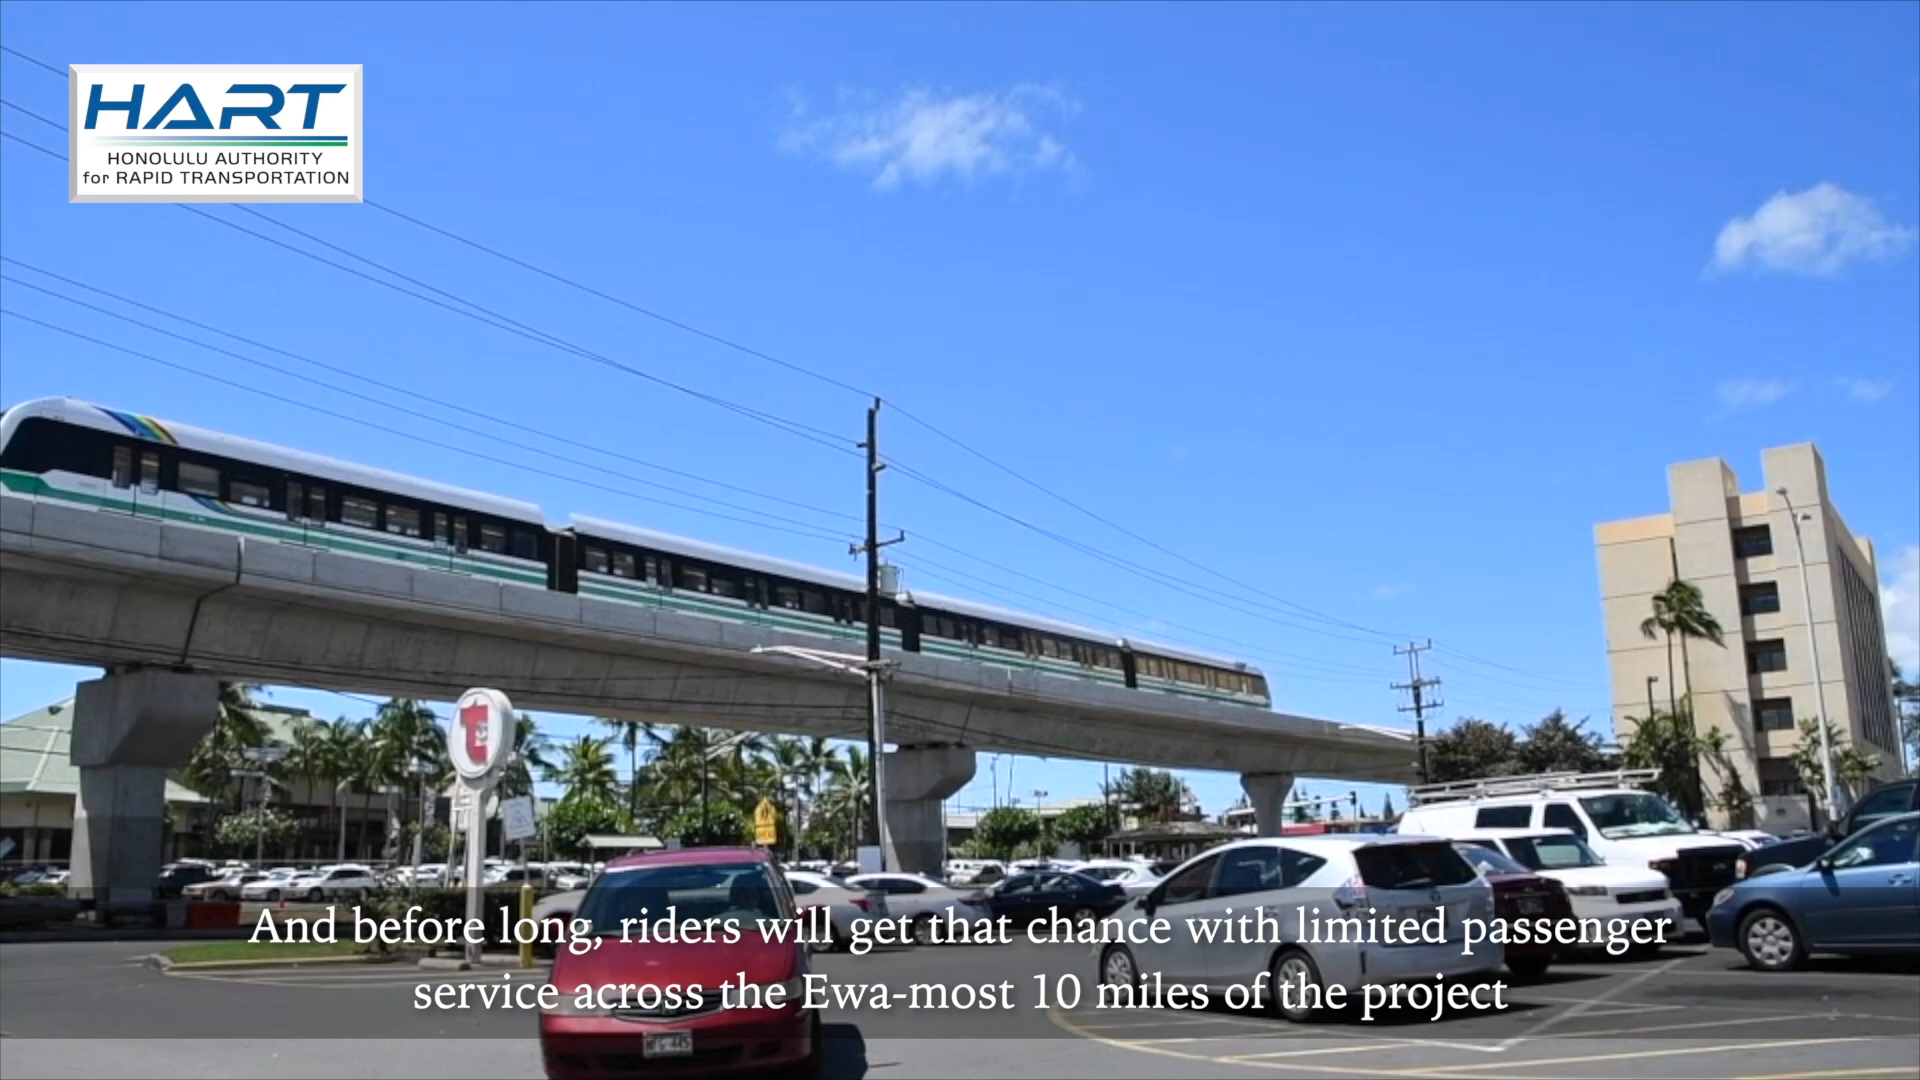 HART
HONOLULU AUTHORITY
for RAPID TRANSPORTATION
t
And before long, riders will get that chance with limited passenger
service across the Ewa-most 10 miles of the project